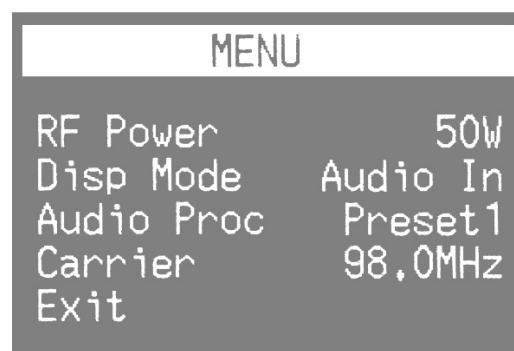 MENU
RF Power 50W
Disp Mode Audio In
Audio Proc Preset1
Carrier 98.0MHz
Exit